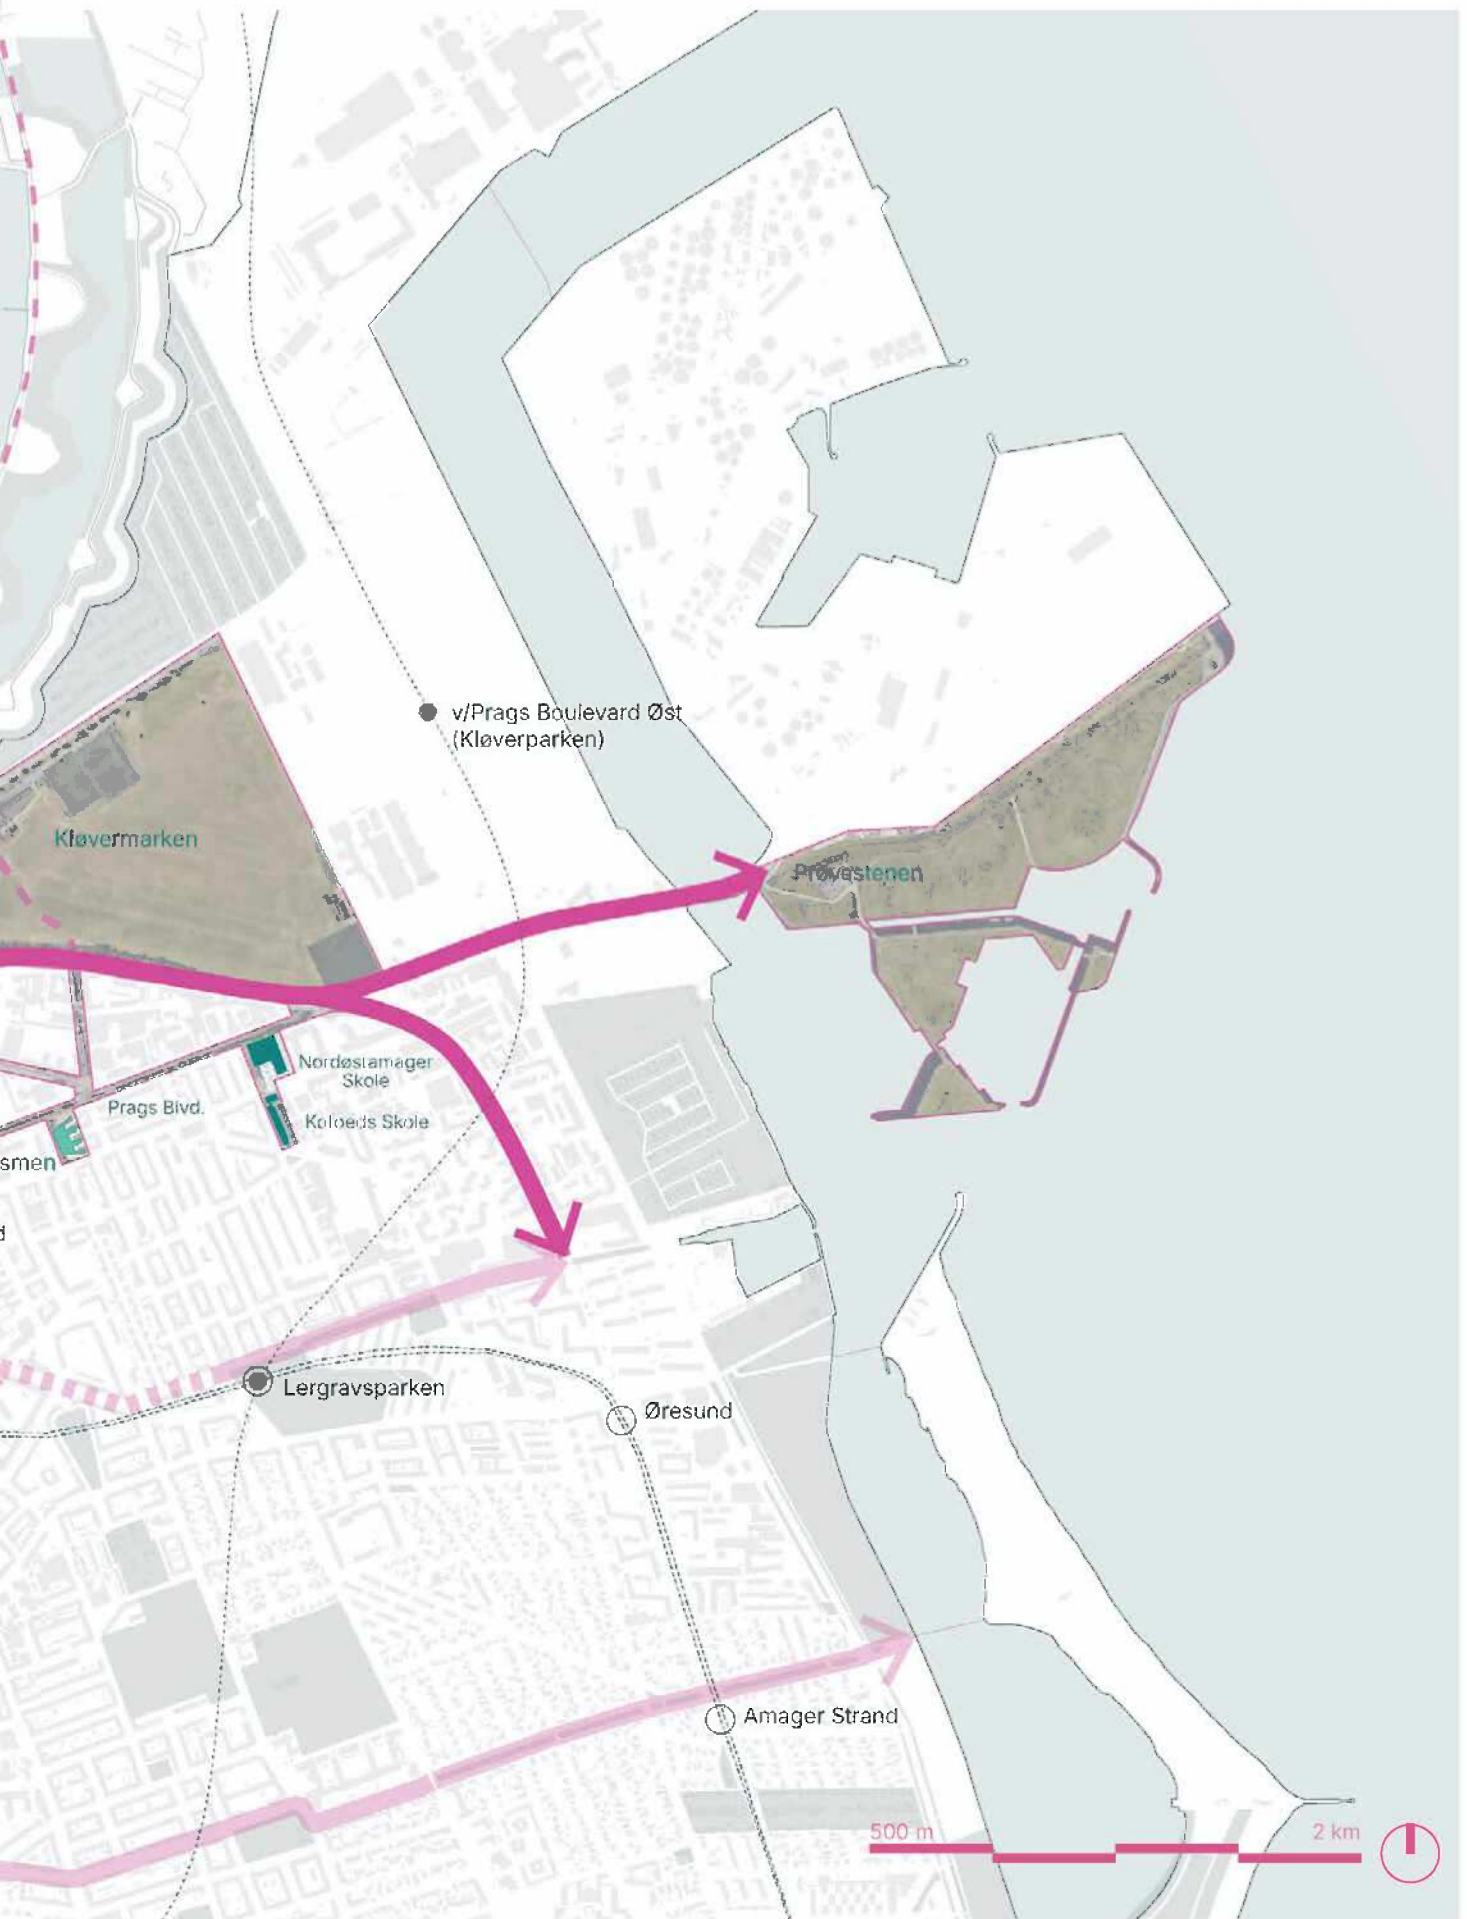 v/Prags Boulevard Øst
(Kløverparken)
Kløvermarken
Prøvestenen
Nordøstamager
Skole
Prags Blvd.
Kofoeds Skole
smen
Lergravsparken
Øresund
Amager Strand
500 m
2 km